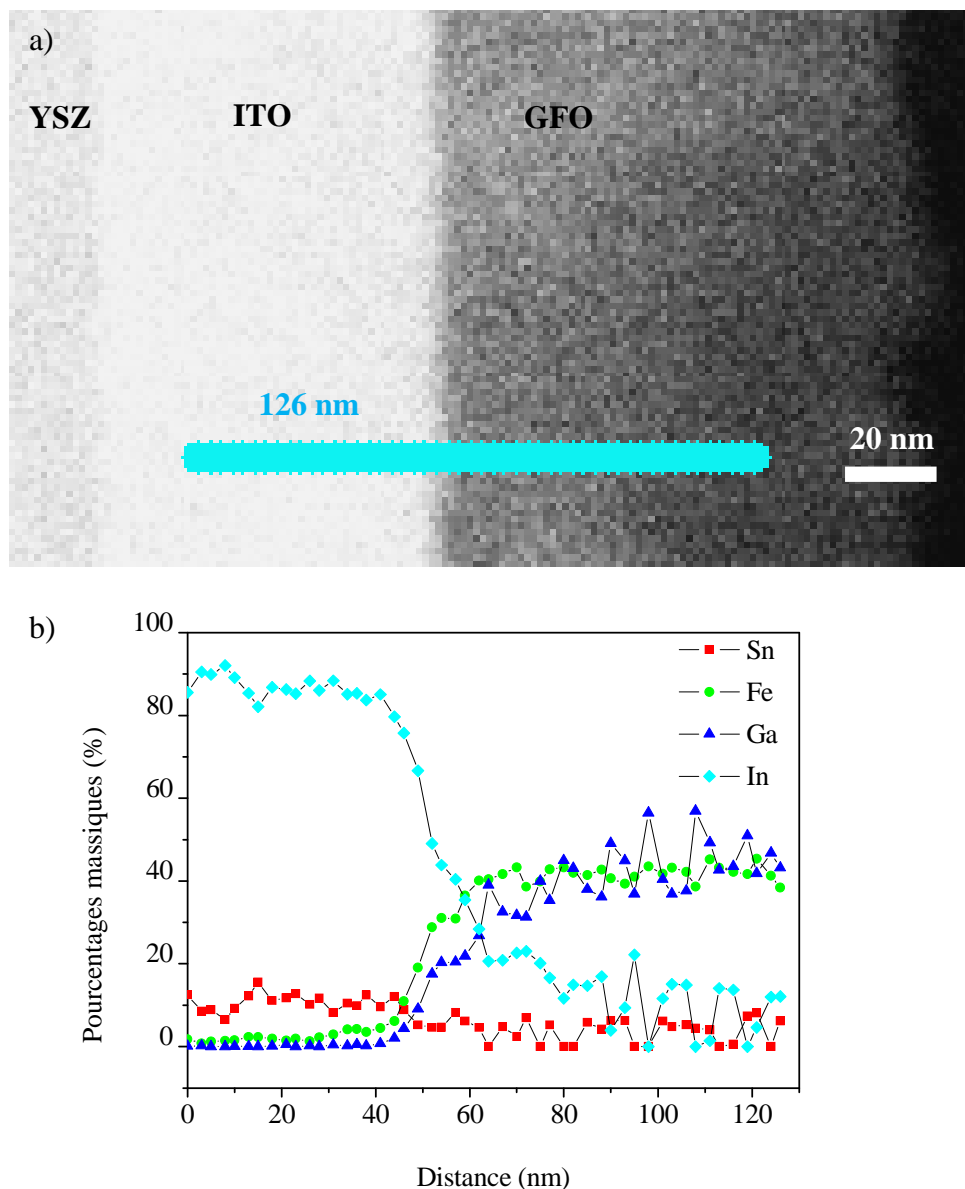 a)
YSZ ITO GFO
126 nm
20 nm
b)
Pourcentages massiques (%)
100
80
60
40
20
0
Sn
Fe
Ga
In
0 20 40 60 80 100 120
Distance (nm)